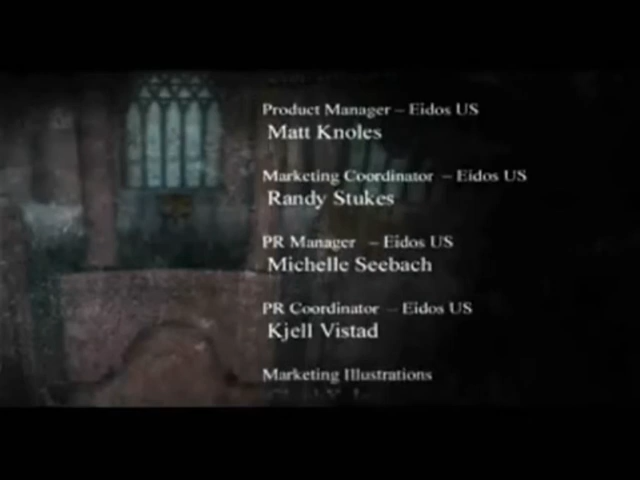 Product Manager – Eidos US
Matt Knoles
Marketing Coordinator – Eidos US
Randy Stukes
PR Manager – Eidos US
Michelle Seebach
PR Coordinator – Eidos US
Kjell Vistad
Marketing Illustrations